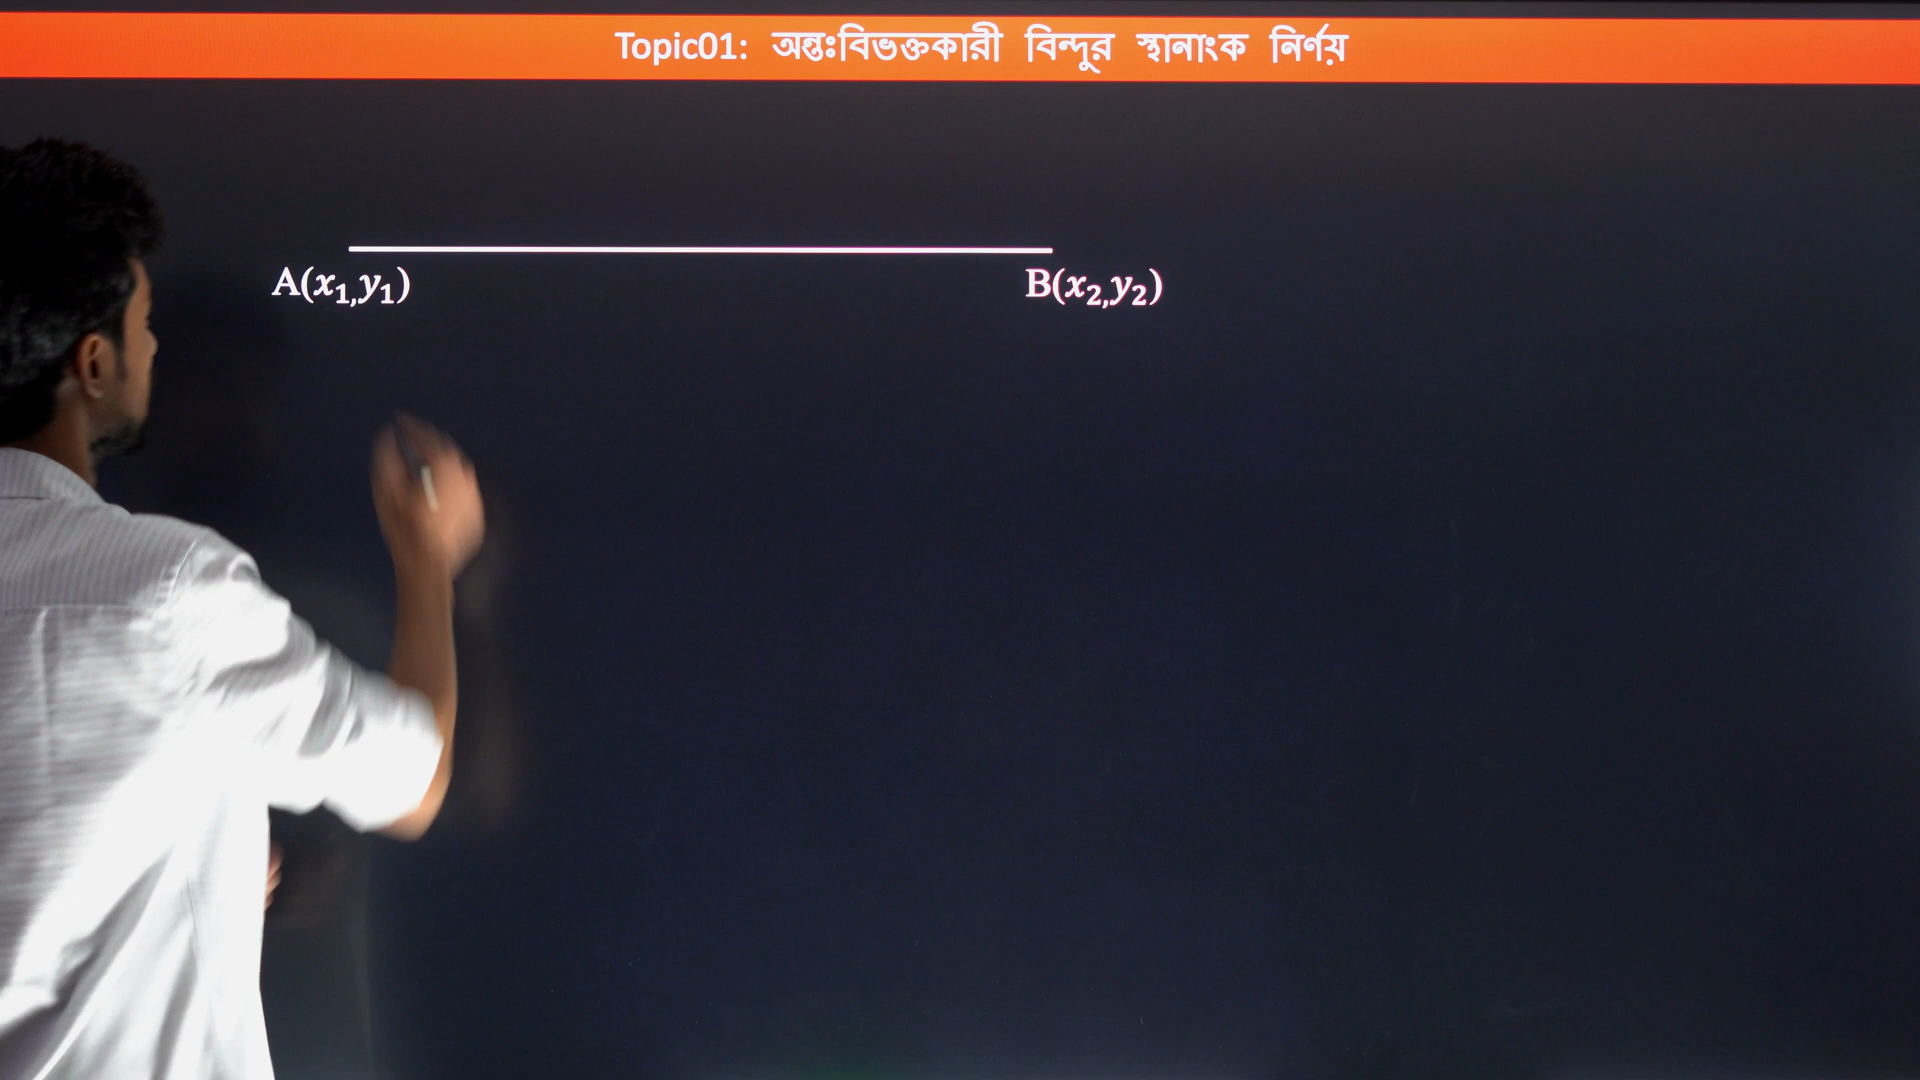 Topic01: অন্তঃবিভক্তকারী বিন্দুর স্থানাংক নির্ণয়
A(x₁,y₁) B(x₂,y₂)